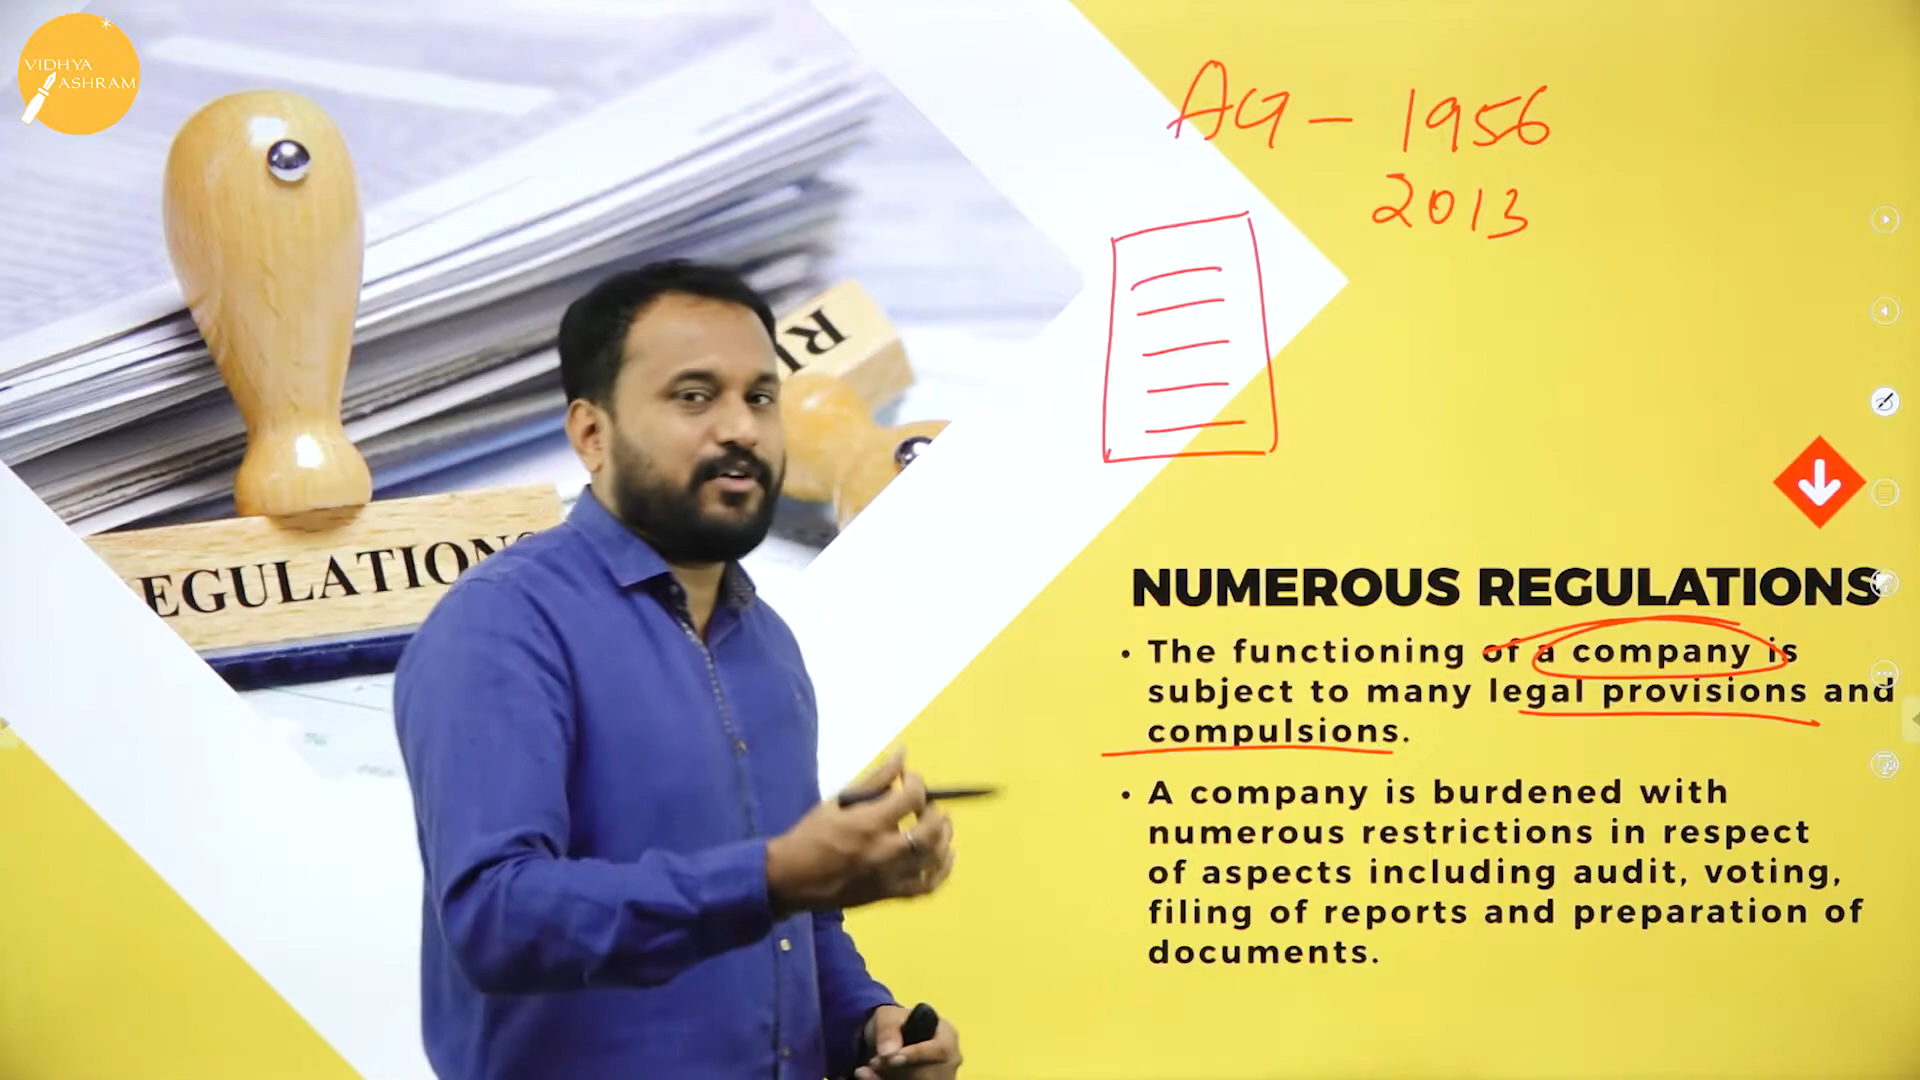 VIDHYA
ASHRAM
AG - 1956
2013
R
EGULATIONS
NUMEROUS REGULATIONS
• The functioning of a company is
subject to many legal provisions and
compulsions.
• A company is burdened with
numerous restrictions in respect
of aspects including audit, voting,
filing of reports and preparation of
documents.